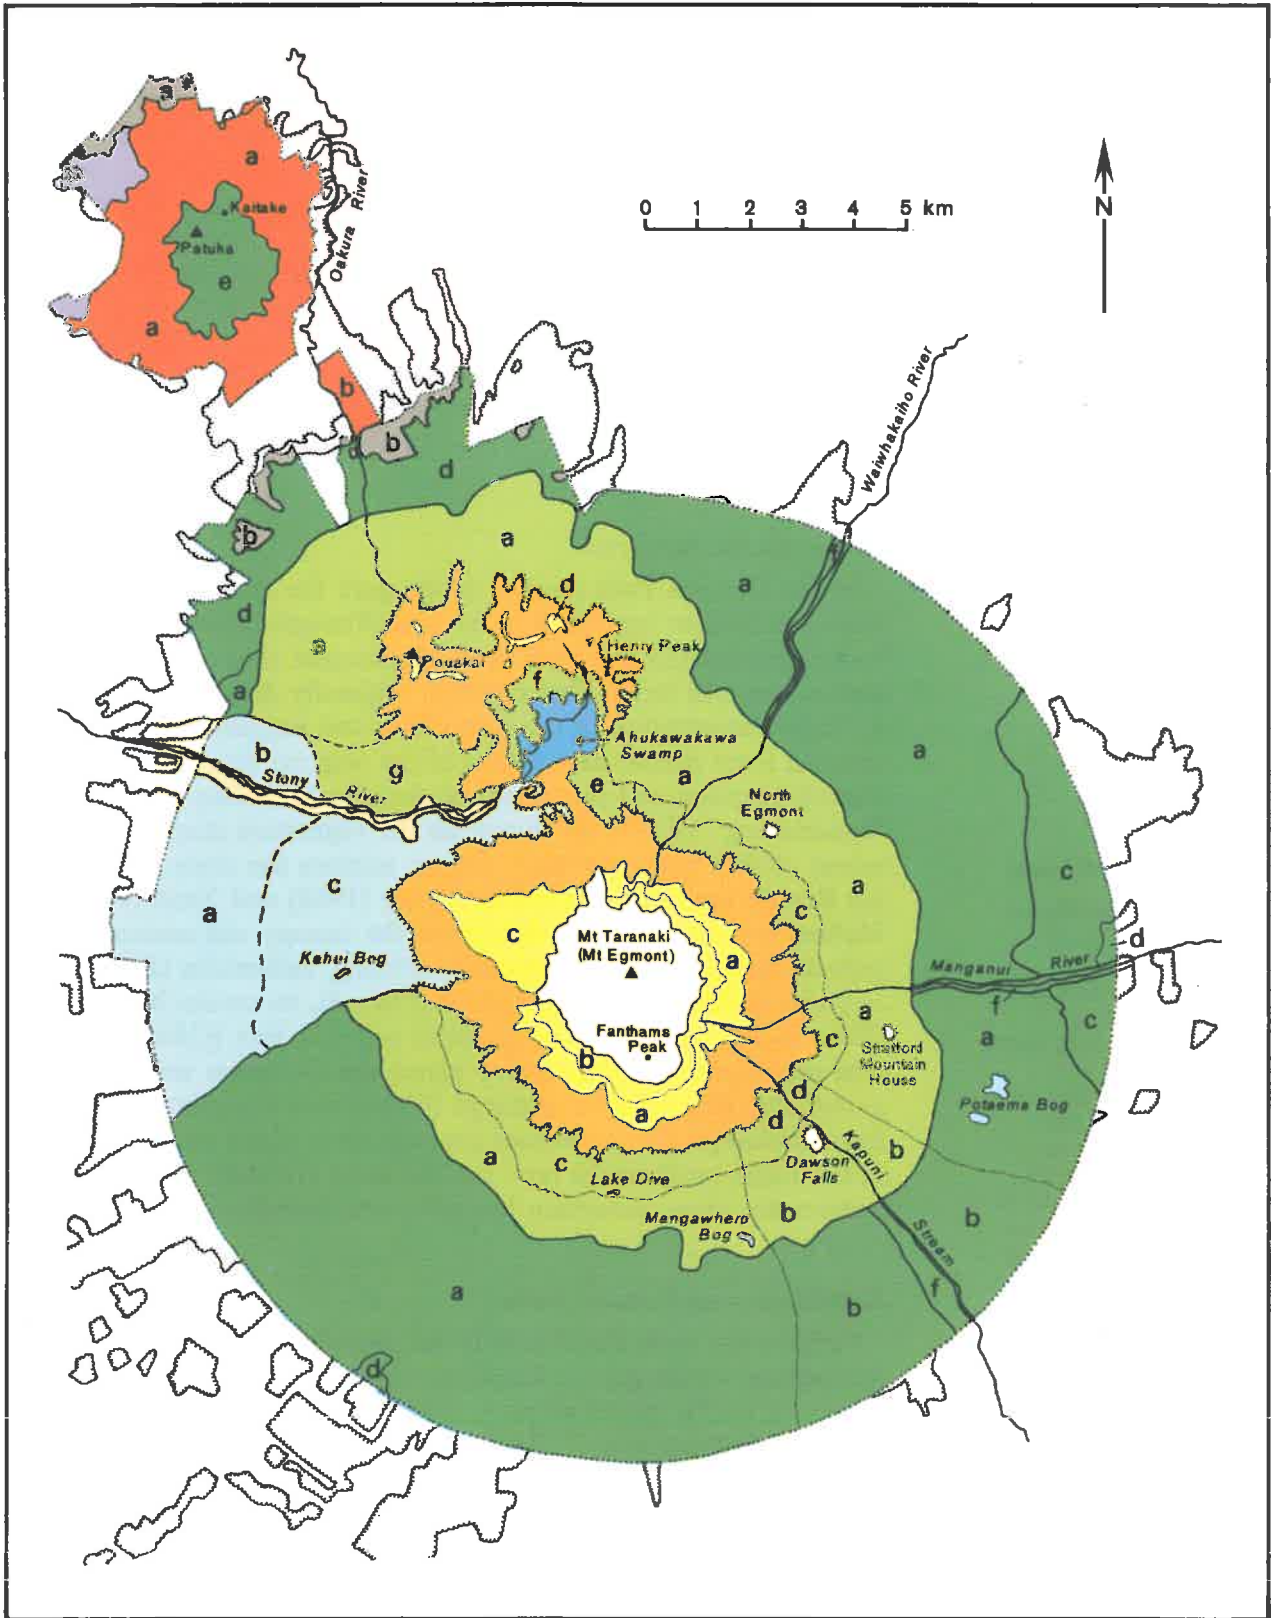 a
a
Kaitake
Patuha
e
a
Oakura River
0 1 2 3 4 5 km
N
b
b
d
d
b
a
Waiwhakaiho River
f
a
d
d
Henry Peak
Pouakai
f
a
a
Ahukawakawa
Swamp
b
Stony
River
g
e
a
North
Egmont
c
a
c
a
c
Kahui Bog
c
Mt Taranaki
(Mt Egmont)
a
d
Manganui
River
f
a
c
a
c
Fanthams
Peak
b
Stratford
Mountain
House
a
d
d
Potaema Bog
Kapuni
Stream
b
a
c
Dawson
Falls
Lake Dive
b
b
Mangawhero
Bog
f
a
b
d